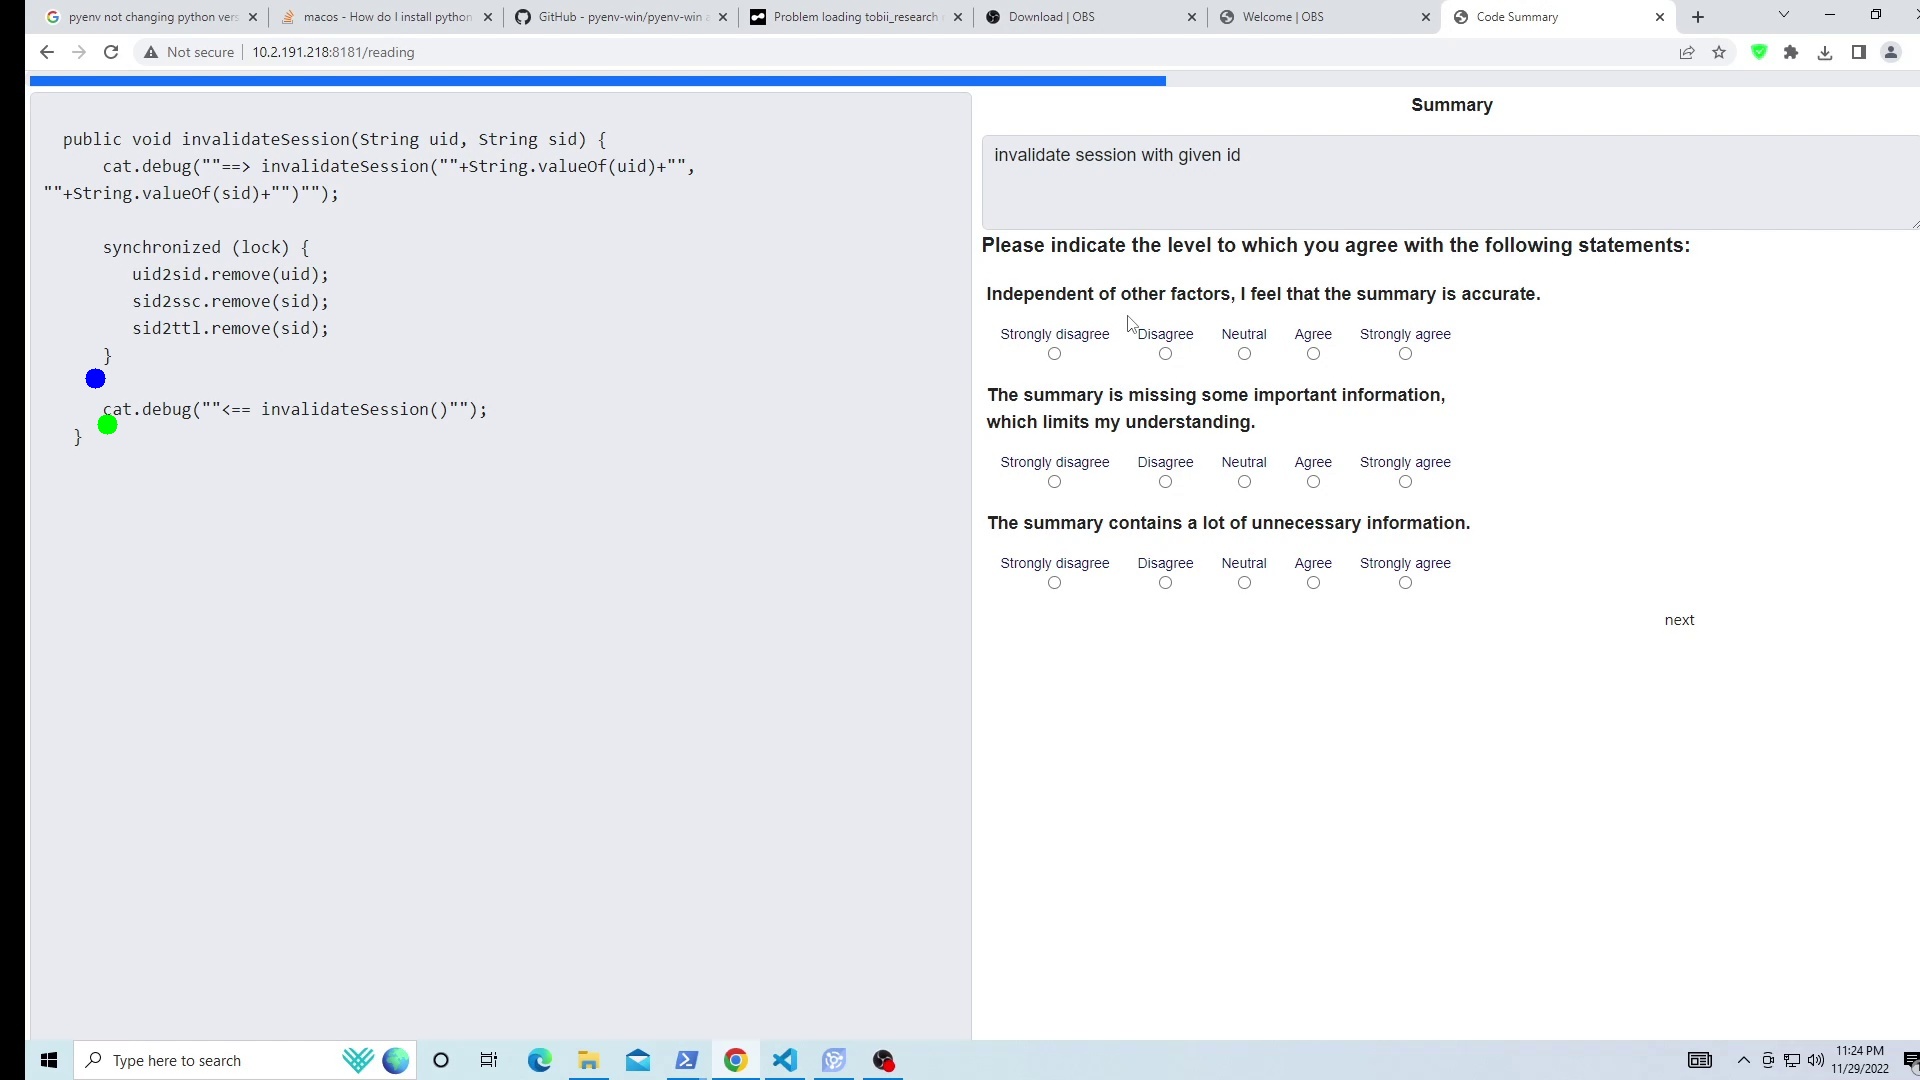 pyenv not changing python vers
macos - How do I install python
GitHub - pyenv-win/pyenv-win a
Problem loading tobii_research
Download | OBS
Welcome | OBS
Code Summary
Not secure
10.2.191.218:8181/reading
public void invalidateSession(String uid, String sid) {
cat.debug(""==> invalidateSession(""+String.valueOf(uid)+"",
""+String.valueOf(sid)+"")"");
synchronized (lock) {
uid2sid.remove(uid);
sid2ssc.remove(sid);
sid2ttl.remove(sid);
}
cat.debug(""<== invalidateSession()"");
}
Summary
invalidate session with given id
Please indicate the level to which you agree with the following statements:
Independent of other factors, I feel that the summary is accurate.
Strongly disagree Disagree Neutral Agree Strongly agree
The summary is missing some important information,
which limits my understanding.
Strongly disagree Disagree Neutral Agree Strongly agree
The summary contains a lot of unnecessary information.
Strongly disagree Disagree Neutral Agree Strongly agree
next
Type here to search
11:24 PM
11/29/2022